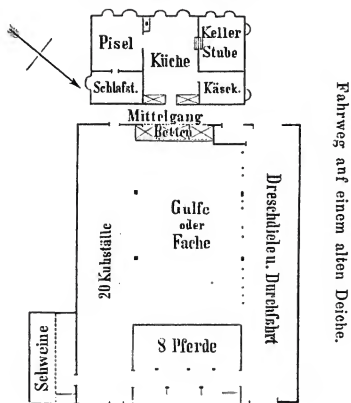 Pisel
Küche
Keller
Stube
Schlafst.
Käsek.
Mittelgang
Betten
Gulfe
oder
Fache
20 Kuhställe
Dreschdiele u. Durchfahrt
8 Pferde
Schweine
Fahrweg auf einem alten Deiche.